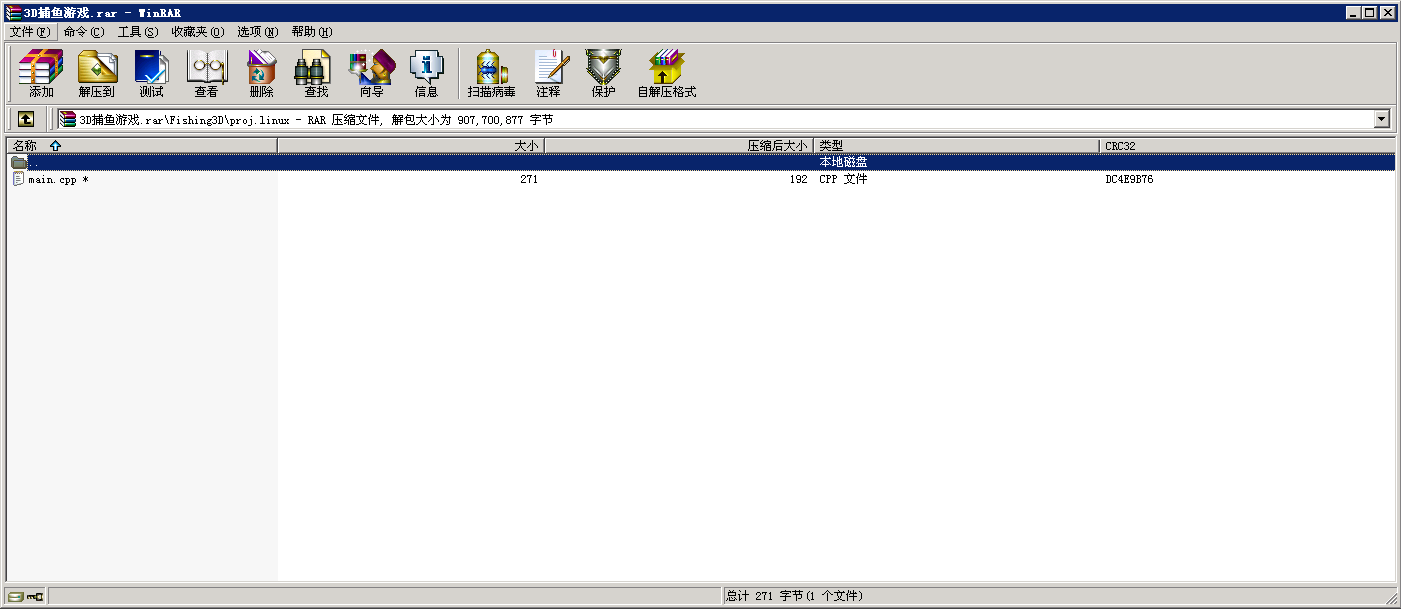 3D捕鱼游戏.rar - WinRAR
文件(F) 命令(C) 工具(S) 收藏夹(O) 选项(N) 帮助(H)
添加 解压到 测试 查看 删除 查找 向导 信息 扫描病毒 注释 保护 自解压格式
3D捕鱼游戏.rar\Fishing3D\proj.linux - RAR 压缩文件, 解包大小为 907,700,877 字节
名称 大小 压缩后大小 类型 CRC32
.. 本地磁盘
main.cpp * 271 192 CPP 文件 DC4E9B76
总计 271 字节(1 个文件)